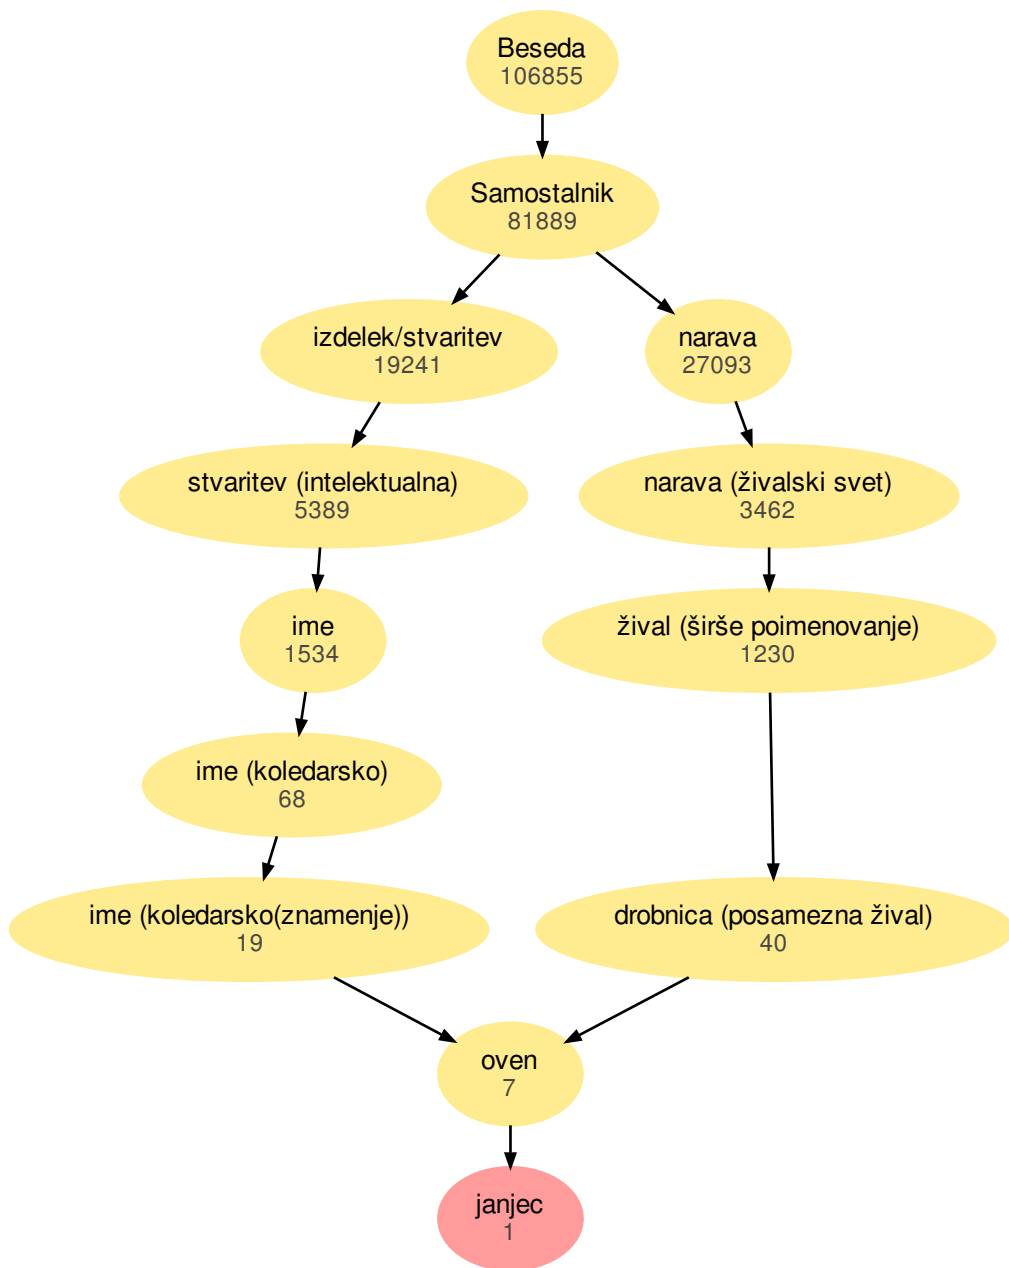 Beseda
106855
Samostalnik
81889
izdelek/stvaritev
19241
narava
27093
stvaritev (intelektualna)
5389
narava (živalski svet)
3462
ime
1534
žival (širše poimenovanje)
1230
ime (koledarsko)
68
ime (koledarsko(znamenje))
19
drobnica (posamezna žival)
40
oven
7
janjec
1